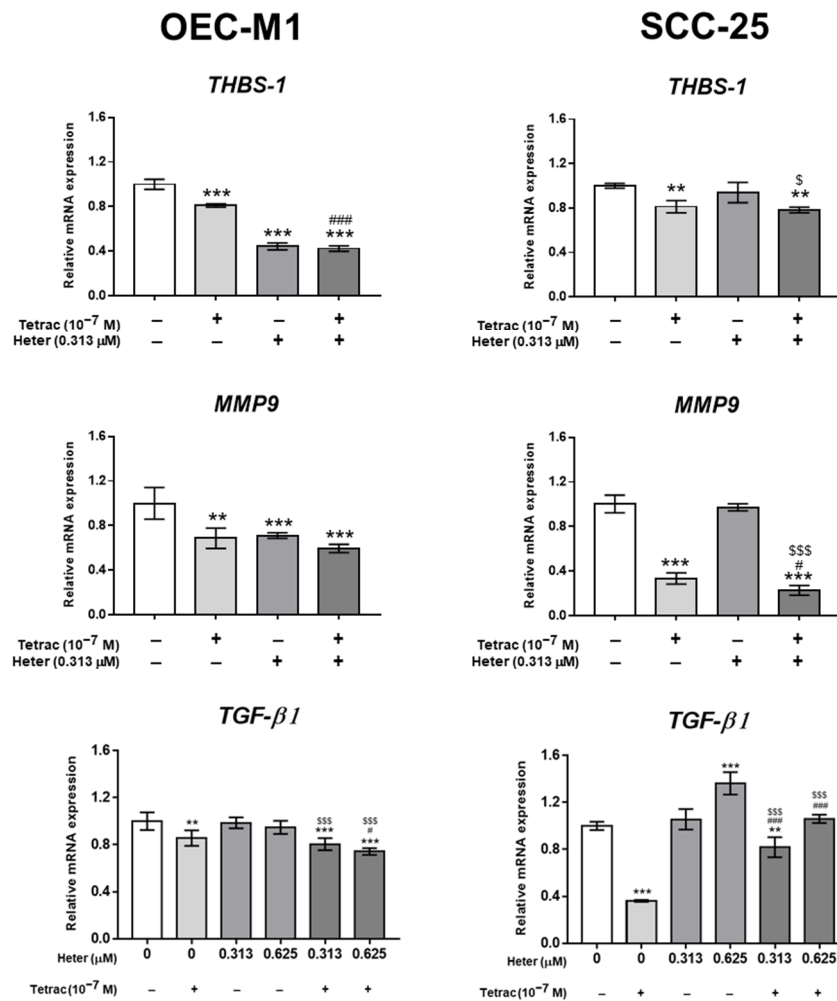 OEC-M1
SCC-25
THBS-1
Relative mRNA expression
1.6
1.2
0.8
0.4
0.0
***
***
###
***
Tetrac (10⁻⁷ M) – + – +
Heter (0.313 μM) – – + +
THBS-1
Relative mRNA expression
1.6
1.2
0.8
0.4
0.0
**
$
**
Tetrac (10⁻⁷ M) – + – +
Heter (0.313 μM) – – + +
MMP9
Relative mRNA expression
1.6
1.2
0.8
0.4
0.0
**
***
***
Tetrac (10⁻⁷ M) – + – +
Heter (0.313 μM) – – + +
MMP9
Relative mRNA expression
1.6
1.2
0.8
0.4
0.0
***
$$$
#
***
Tetrac (10⁻⁷ M) – + – +
Heter (0.313 μM) – – + +
TGF-β1
Relative mRNA expression
1.6
1.2
0.8
0.4
0.0
**
$$$
***
$$$
#
***
Heter (μM) 0 0 0.313 0.625 0.313 0.625
Tetrac(10⁻⁷ M) – + – – + +
TGF-β1
Relative mRNA expression
1.6
1.2
0.8
0.4
0.0
***
***
$$$
###
**
$$$
###
Heter (μM) 0 0 0.313 0.625 0.313 0.625
Tetrac(10⁻⁷ M) – + – – + +